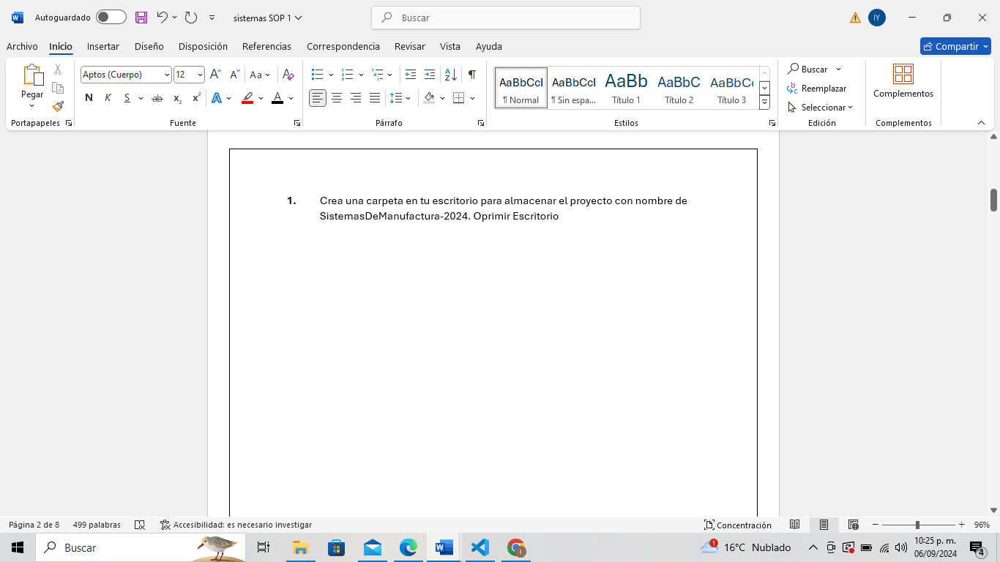 Autoguardado
sistemas SOP 1
Buscar
IY
Archivo Inicio Insertar Diseño Disposición Referencias Correspondencia Revisar Vista Ayuda
Compartir
Pegar
Portapapeles
Aptos (Cuerpo) 12 Aa
N K S ab x₂ x² A A
Fuente
Párrafo
AaBbCcI AaBbCcI AaBb AaBbC AaBbCc
¶ Normal ¶ Sin espa... Título 1 Título 2 Título 3
Estilos
Buscar
Reemplazar
Seleccionar
Edición
Complementos
Complementos
1. Crea una carpeta en tu escritorio para almacenar el proyecto con nombre de
SistemasDeManufactura-2024. Oprimir Escritorio
Página 2 de 8 499 palabras Accesibilidad: es necesario investigar Concentración 96%
Buscar
1 16°C Nublado
10:25 p. m.
06/09/2024
4